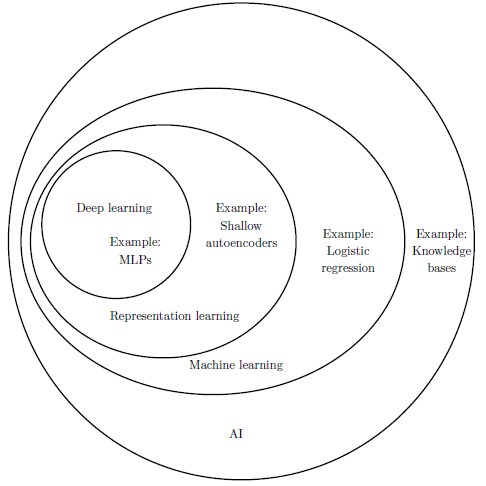 Deep learning
Example:
MLPs
Example:
Shallow
autoencoders
Example:
Logistic
regression
Example:
Knowledge
bases
Representation learning
Machine learning
AI